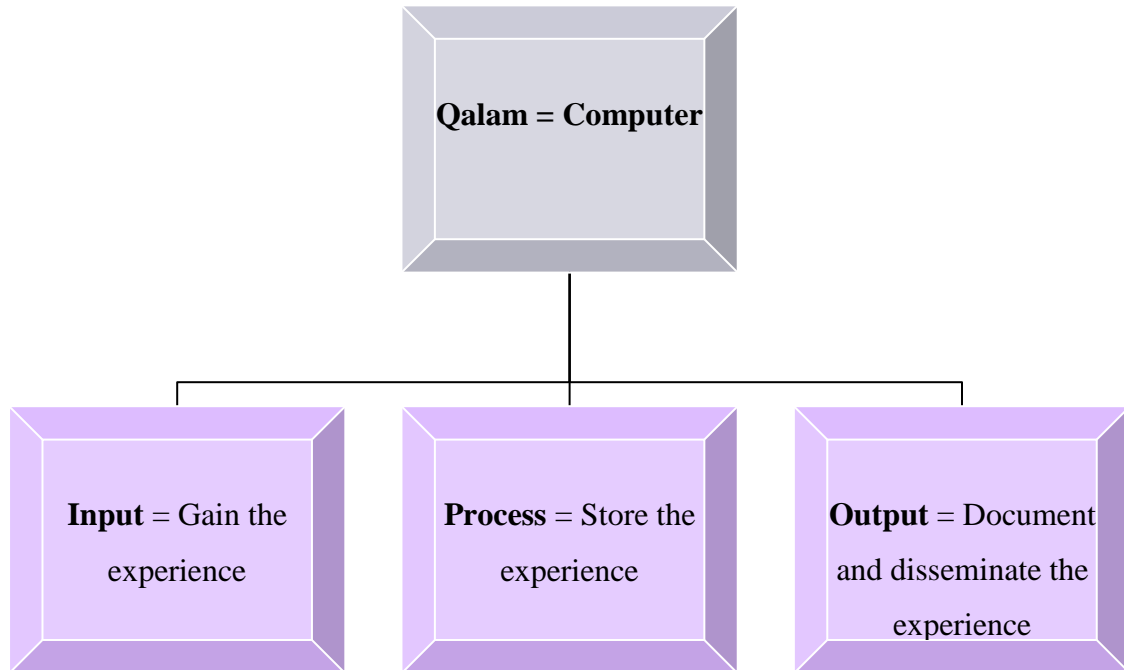 Qalam = Computer
Input = Gain the
experience
Process = Store the
experience
Output = Document
and disseminate the
experience